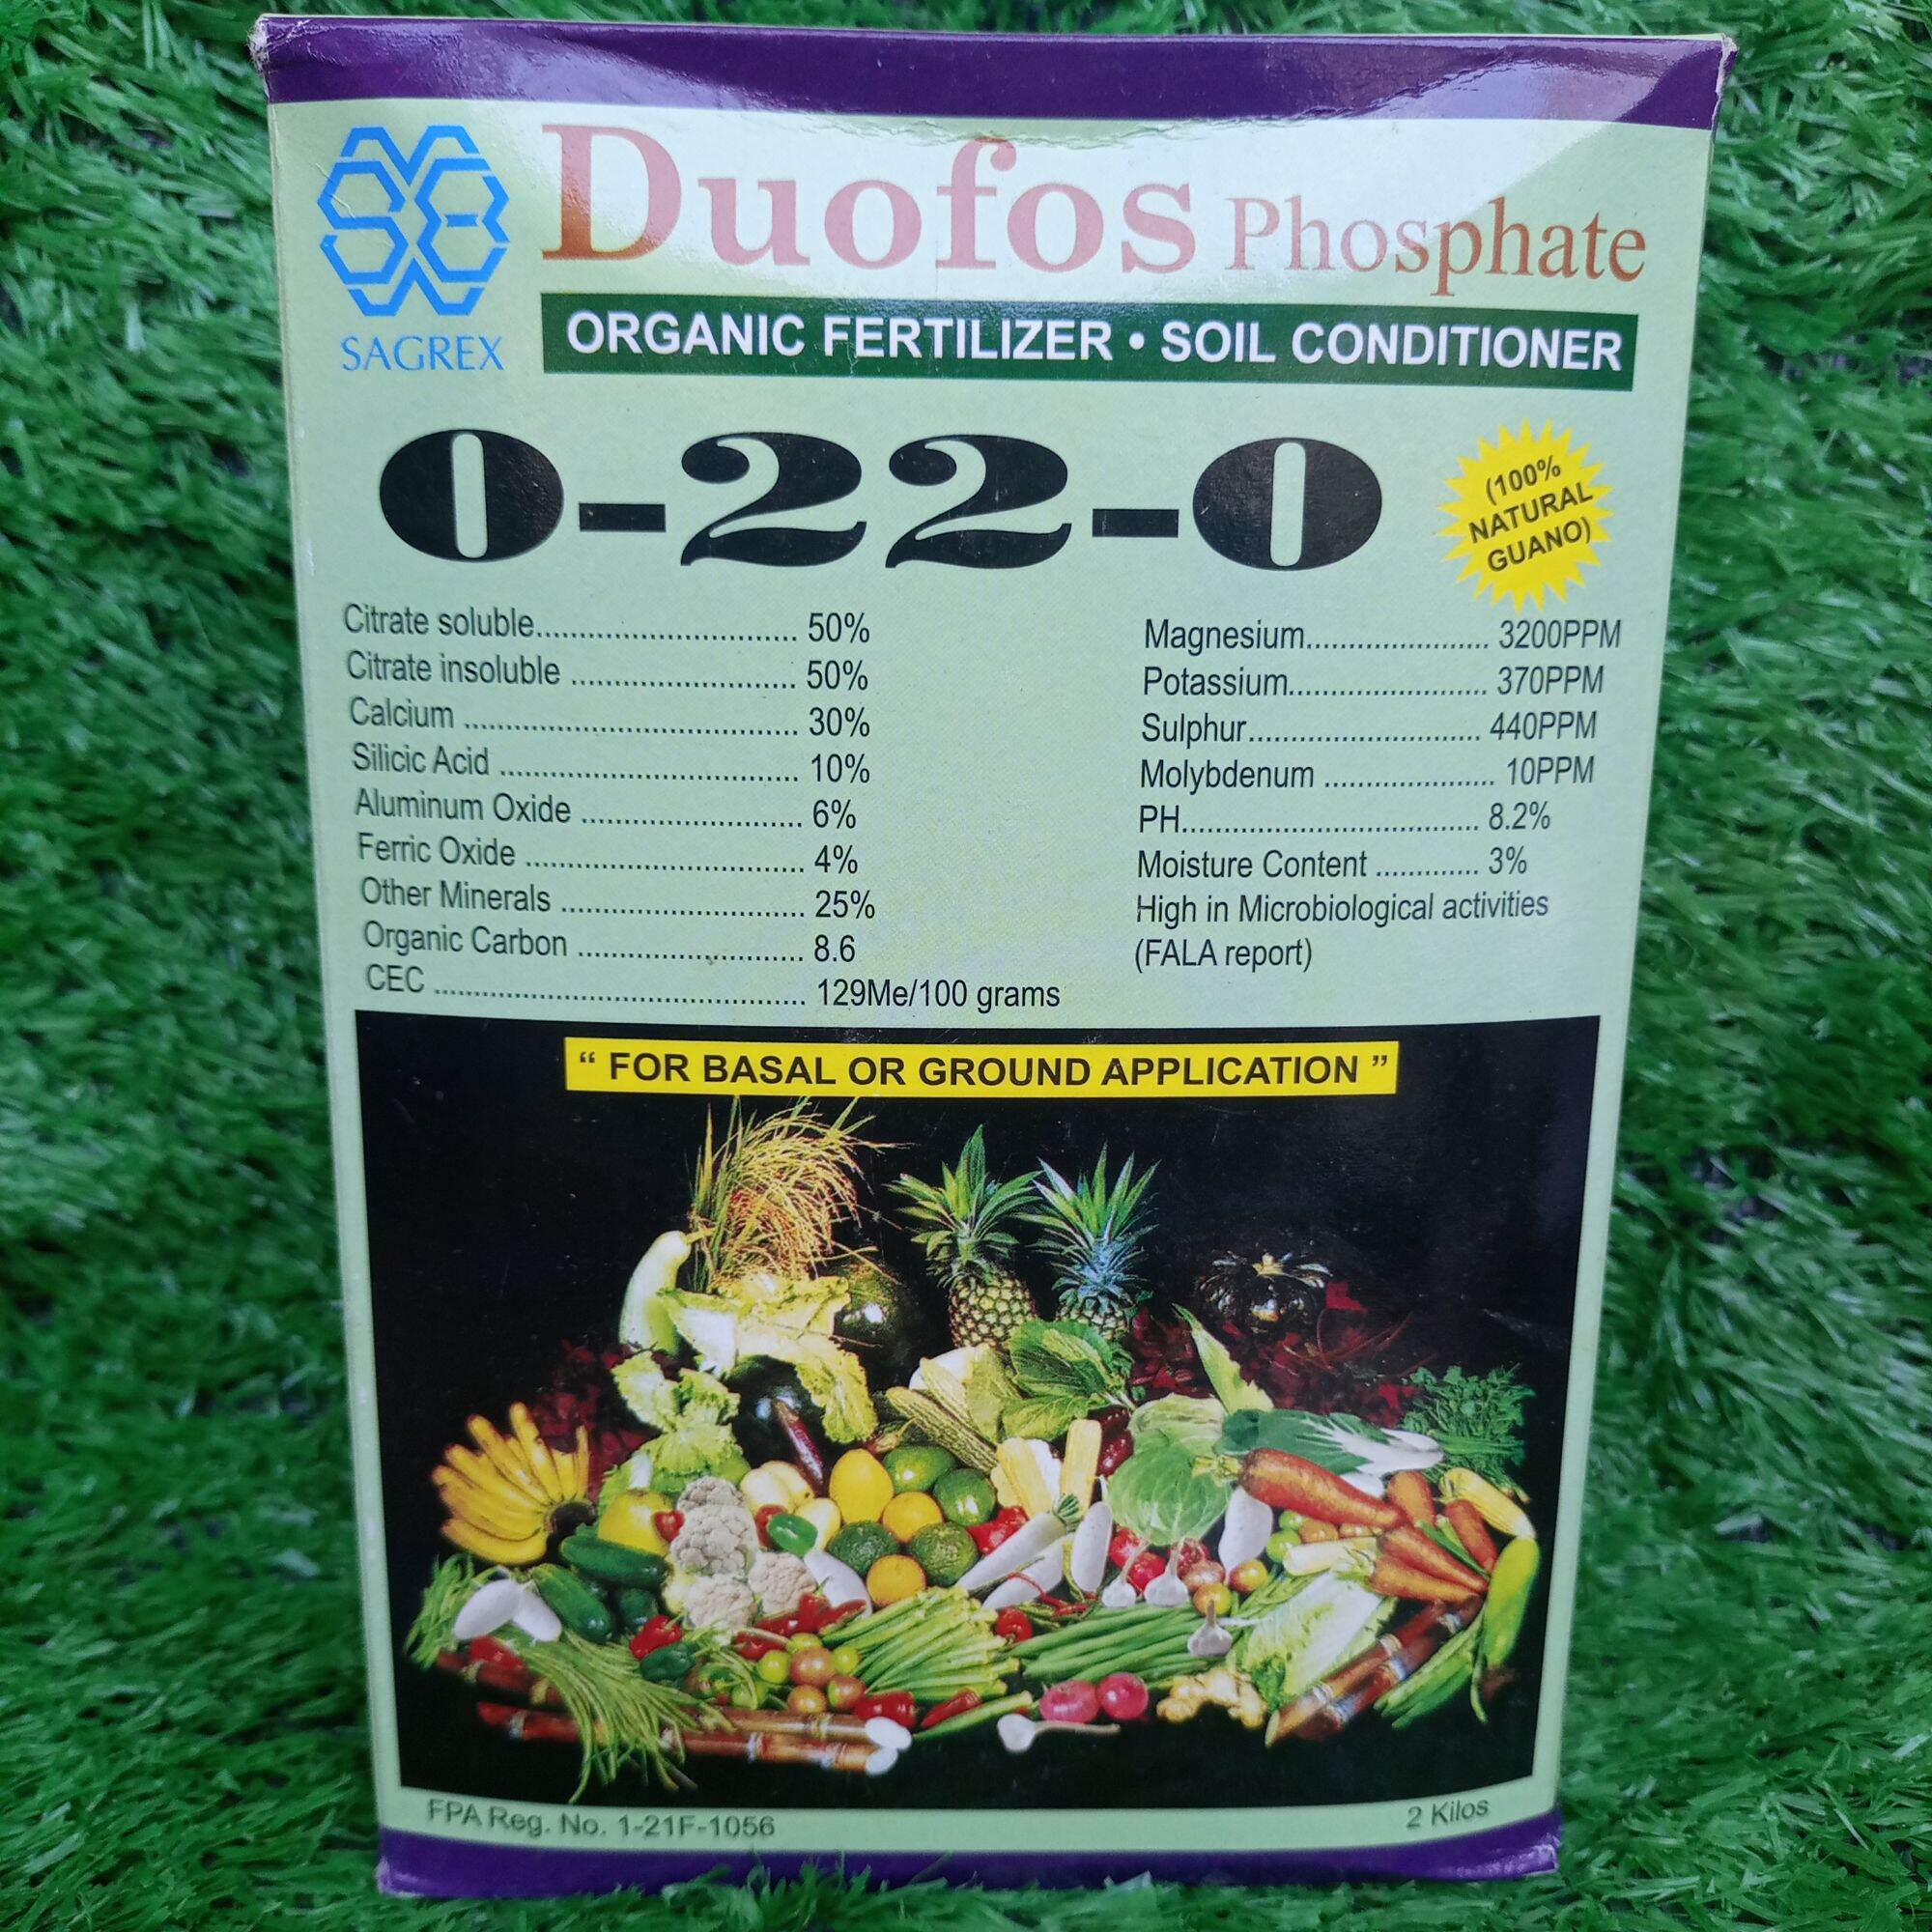 Duofos Phosphate
SAGREX
ORGANIC FERTILIZER • SOIL CONDITIONER
0-22-0
(100%
NATURAL
GUANO)
Citrate soluble.............................. 50%
Citrate insoluble .......................... 50%
Calcium ...................................... 30%
Silicic Acid .................................. 10%
Aluminum Oxide ......................... 6%
Ferric Oxide ................................ 4%
Other Minerals ............................ 25%
Organic Carbon .......................... 8.6
CEC .......................................... 129Me/100 grams
Magnesium..................... 3200PPM
Potassium....................... 370PPM
Sulphur........................... 440PPM
Molybdenum .................... 10PPM
PH.................................. 8.2%
Moisture Content ............. 3%
High in Microbiological activities
(FALA report)
“ FOR BASAL OR GROUND APPLICATION ”
FPA Reg. No. 1-21F-1056
2 Kilos